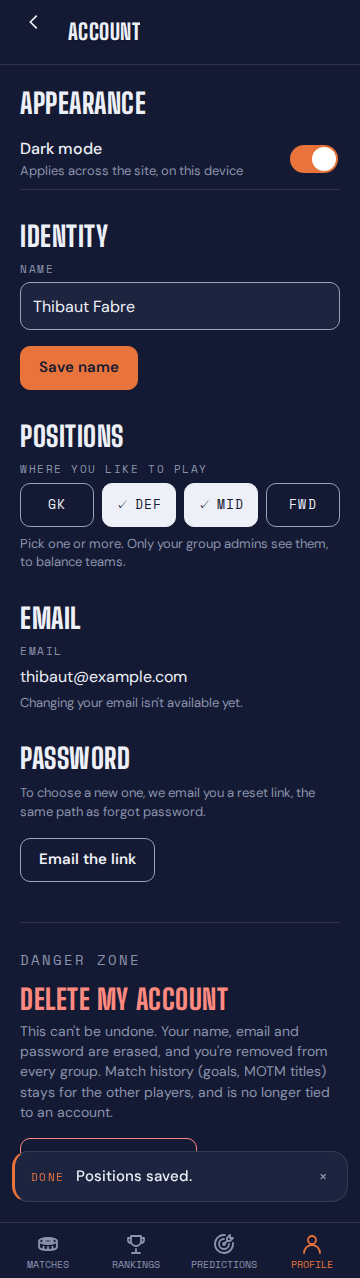 ACCOUNT
APPEARANCE
Dark mode
Applies across the site, on this device
IDENTITY
NAME
Thibaut Fabre
Save name
POSITIONS
WHERE YOU LIKE TO PLAY
GK ✓ DEF ✓ MID FWD
Pick one or more. Only your group admins see them,
to balance teams.
EMAIL
EMAIL
thibaut@example.com
Changing your email isn't available yet.
PASSWORD
To choose a new one, we email you a reset link, the
same path as forgot password.
Email the link
DANGER ZONE
DELETE MY ACCOUNT
This can't be undone. Your name, email and
password are erased, and you're removed from
every group. Match history (goals, MOTM titles)
stays for the other players, and is no longer tied
to an account.
DONE Positions saved. ×
MATCHES RANKINGS PREDICTIONS PROFILE